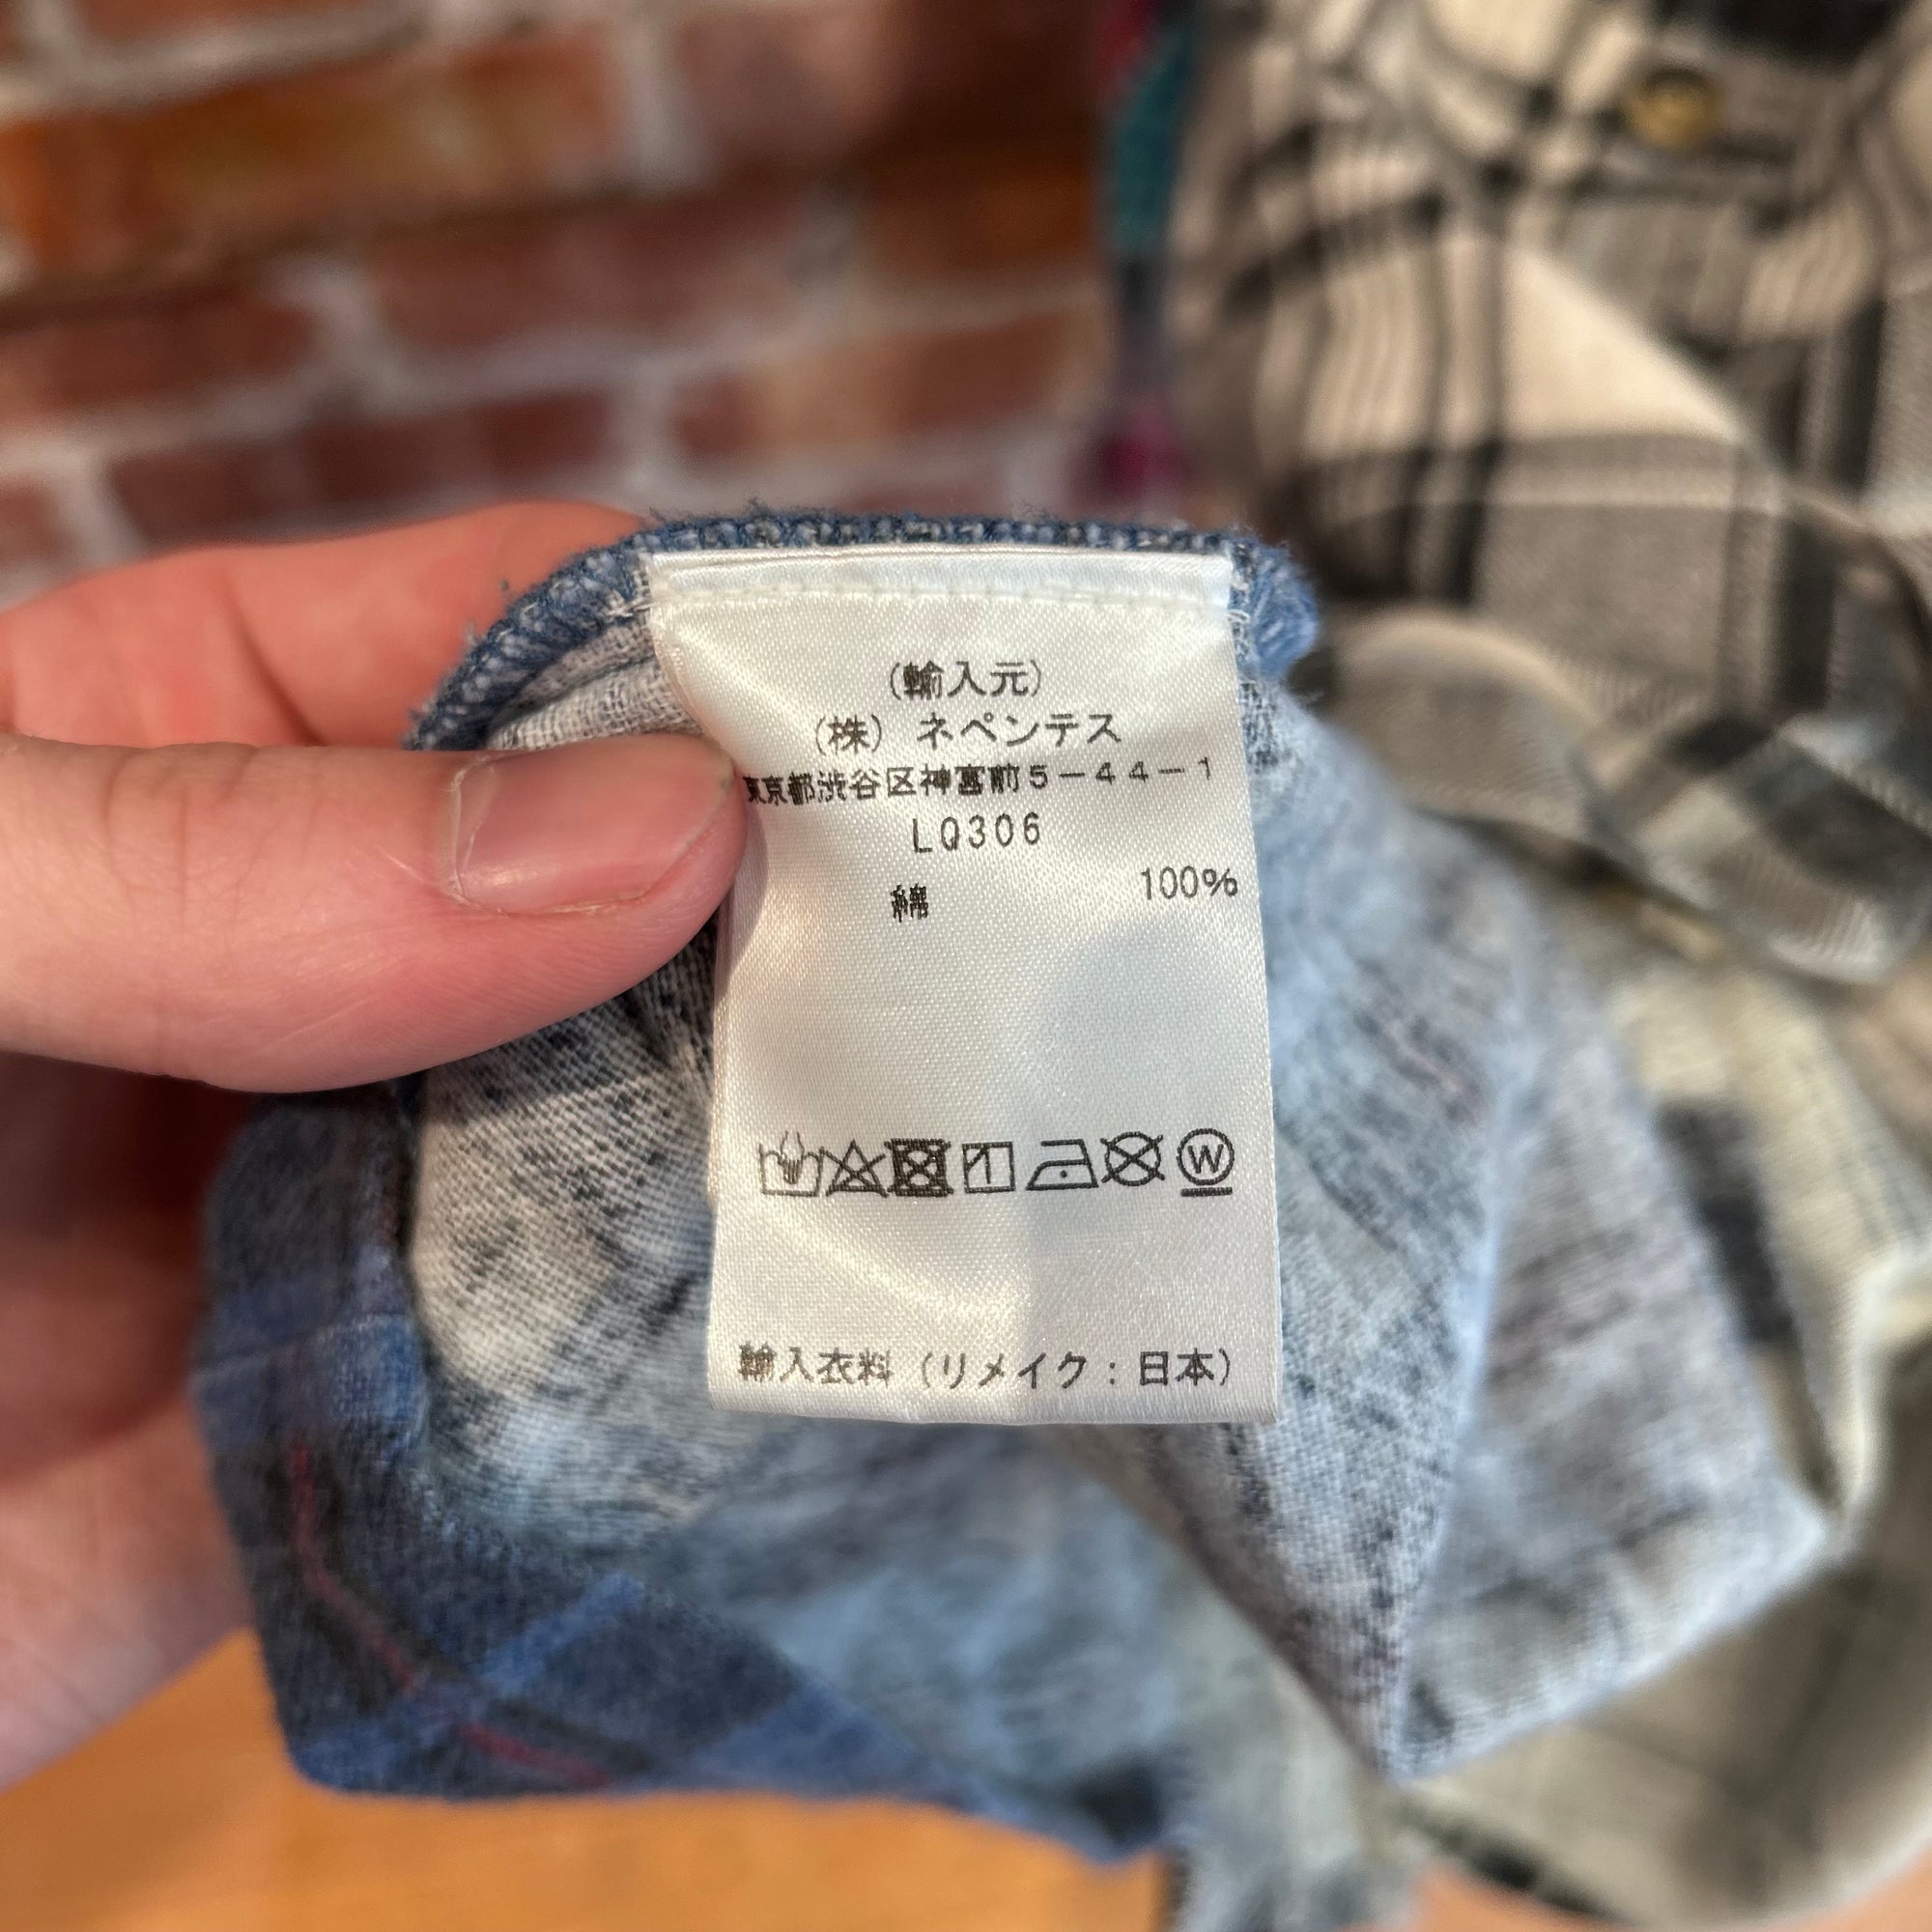 (輸入元)
(株) ネペンテス
東京都渋谷区神宮前5-44-1
LQ306
綿 100%
W
輸入衣料 (リメイク:日本)